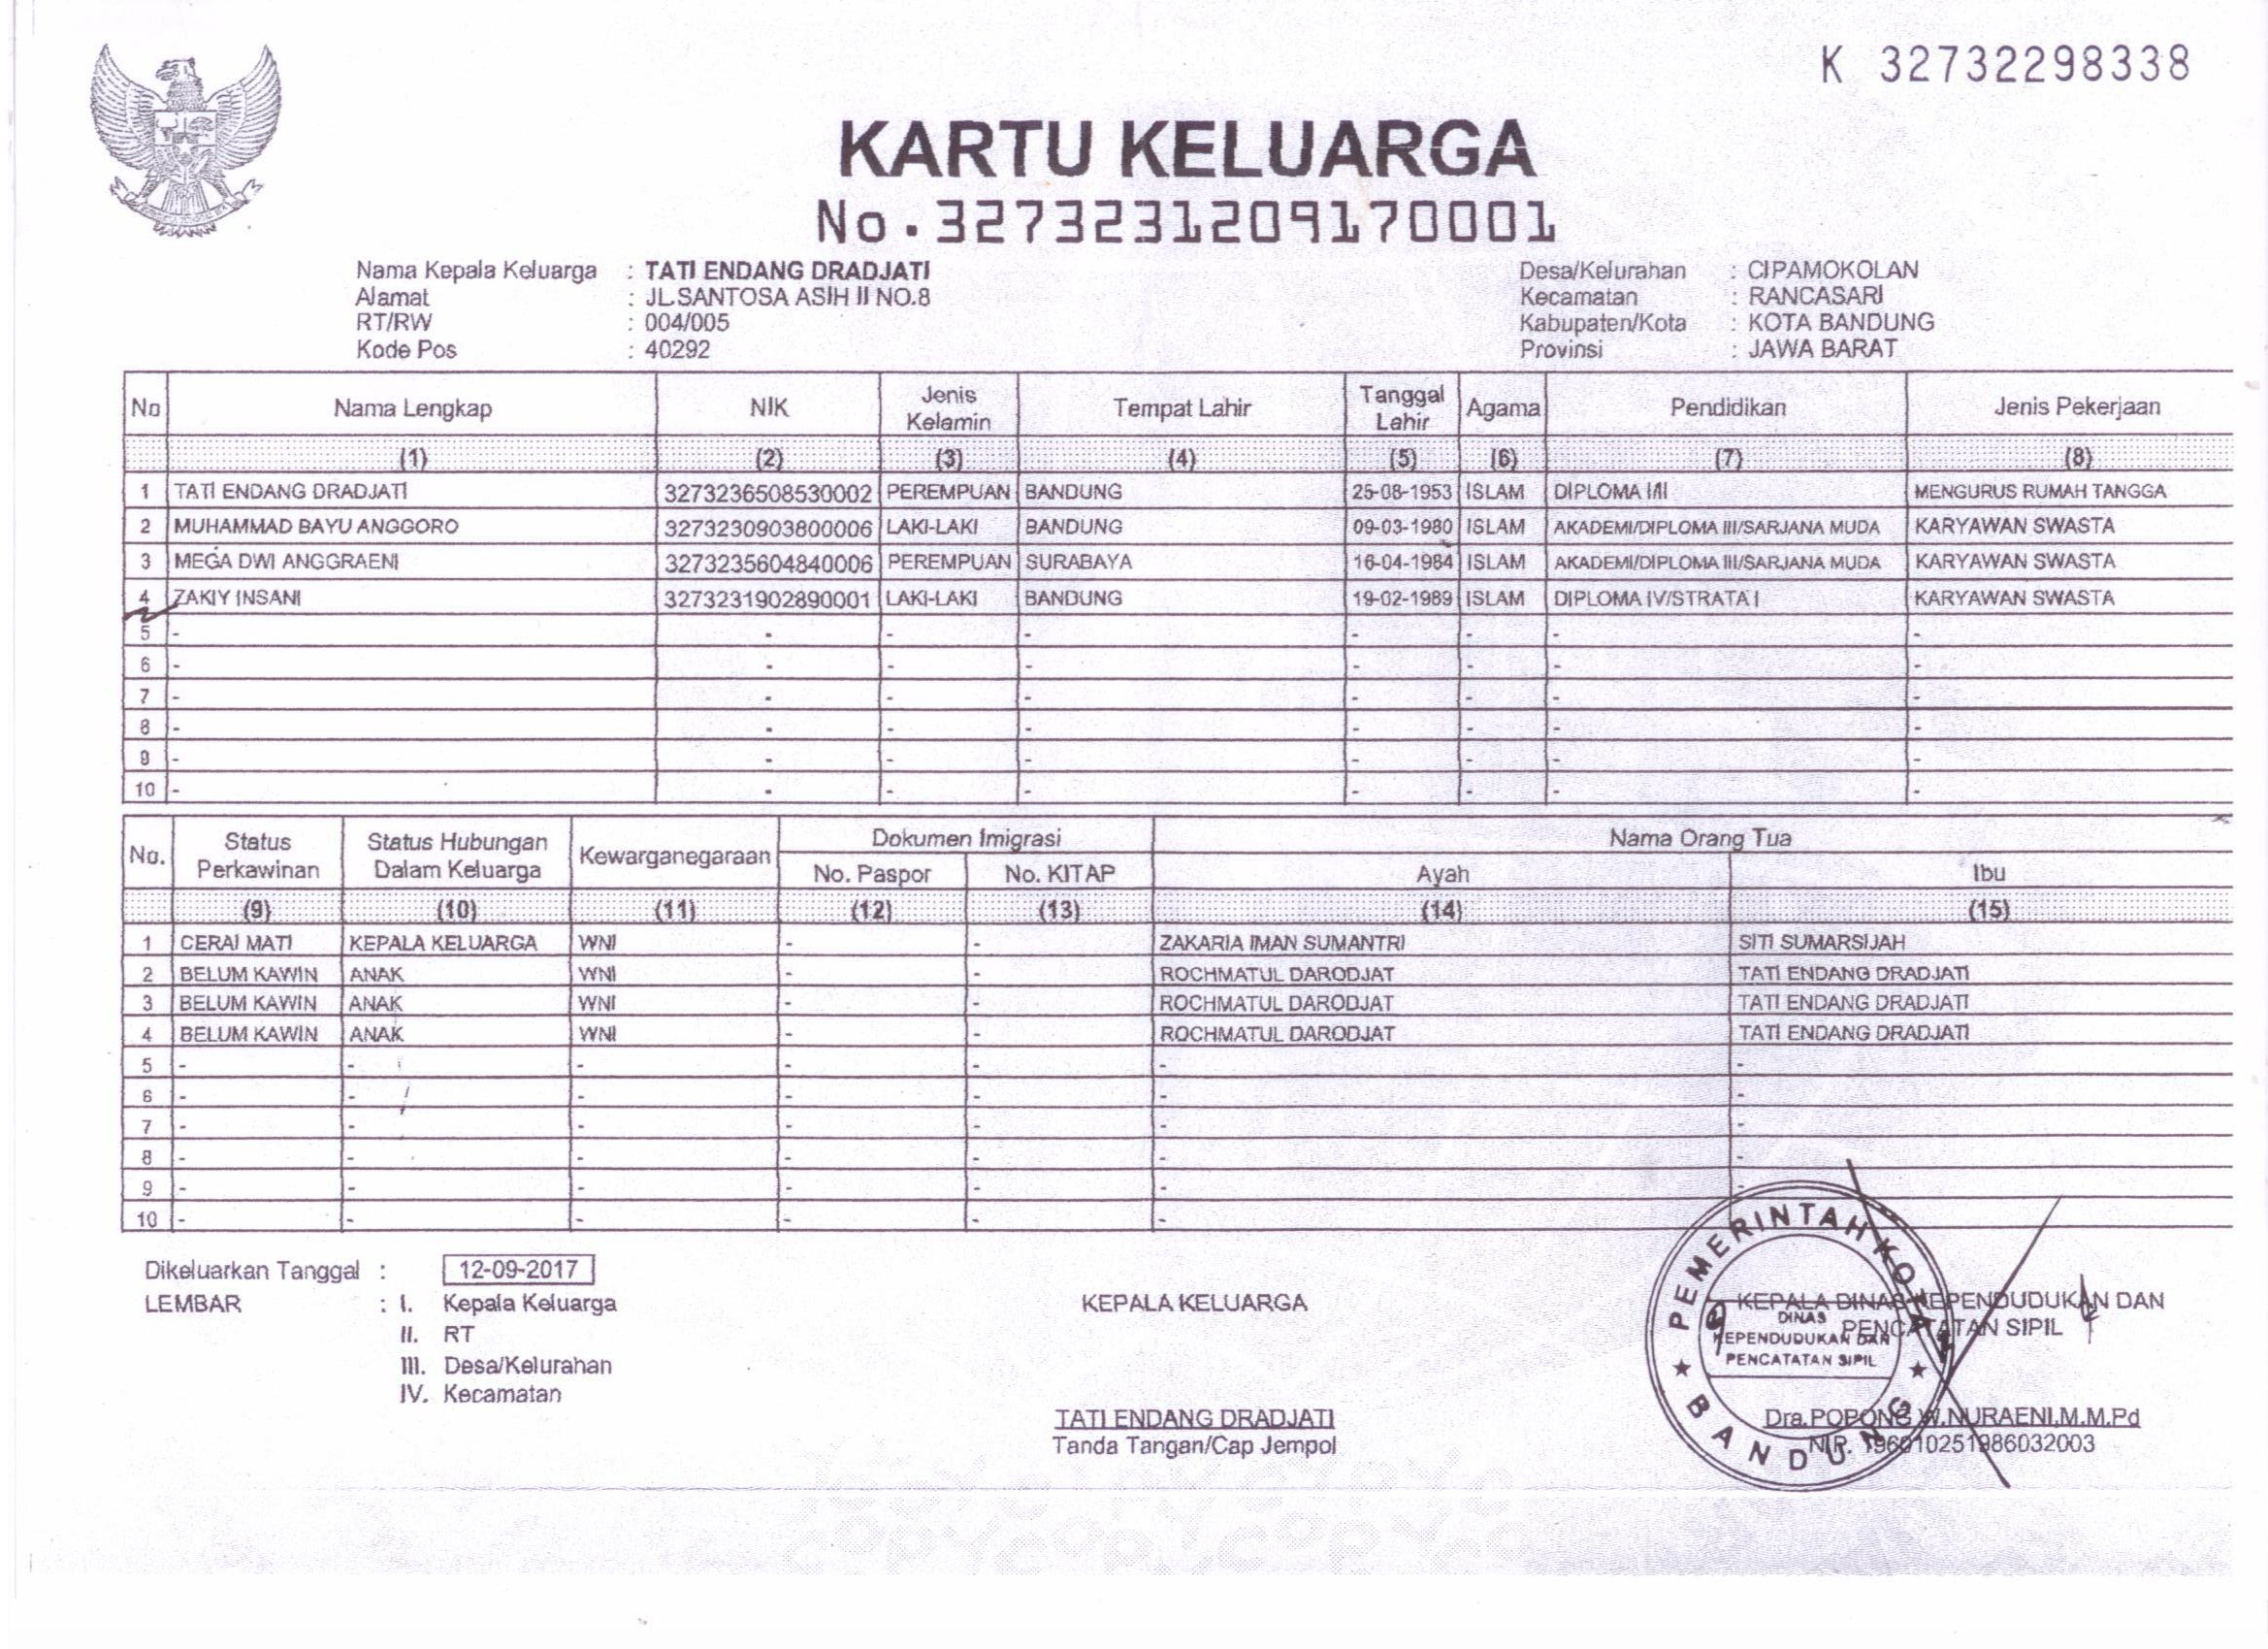 K 32732298338
KARTU KELUARGA
No.3273231209170001
Nama Kepala Keluarga : TATI ENDANG DRADJATI
Alamat : JL.SANTOSA ASIH II NO.8
RT/RW : 004/005
Kode Pos : 40292
Desa/Kelurahan : CIPAMOKOLAN
Kecamatan : RANCASARI
Kabupaten/Kota : KOTA BANDUNG
Provinsi : JAWA BARAT
No Nama Lengkap NIK Jenis Kelamin Tempat Lahir Tanggal Lahir Agama Pendidikan Jenis Pekerjaan
(1) (2) (3) (4) (5) (6) (7) (8)
1 TATI ENDANG DRADJATI 3273236508530002 PEREMPUAN BANDUNG 25-08-1953 ISLAM DIPLOMA I/II MENGURUS RUMAH TANGGA
2 MUHAMMAD BAYU ANGGORO 3273230903800006 LAKI-LAKI BANDUNG 09-03-1980 ISLAM AKADEMI/DIPLOMA III/SARJANA MUDA KARYAWAN SWASTA
3 MEGA DWI ANGGRAENI 3273235604840006 PEREMPUAN SURABAYA 16-04-1984 ISLAM AKADEMI/DIPLOMA III/SARJANA MUDA KARYAWAN SWASTA
4 ZAKIY INSANI 3273231902890001 LAKI-LAKI BANDUNG 19-02-1989 ISLAM DIPLOMA IV/STRATA I KARYAWAN SWASTA
5 - - - - - - - -
6 - - - - - - - -
7 - - - - - - - -
8 - - - - - - - -
9 - - - - - - - -
10 - - - - - - - -
No. Status Perkawinan Status Hubungan Dalam Keluarga Kewarganegaraan Dokumen Imigrasi Nama Orang Tua
No. Paspor No. KITAP Ayah Ibu
(9) (10) (11) (12) (13) (14) (15)
1 CERAI MATI KEPALA KELUARGA WNI - - ZAKARIA IMAN SUMANTRI SITI SUMARSIJAH
2 BELUM KAWIN ANAK WNI - - ROCHMATUL DARODJAT TATI ENDANG DRADJATI
3 BELUM KAWIN ANAK WNI - - ROCHMATUL DARODJAT TATI ENDANG DRADJATI
4 BELUM KAWIN ANAK WNI - - ROCHMATUL DARODJAT TATI ENDANG DRADJATI
5 - - - - - - -
6 - - - - - - -
7 - - - - - - -
8 - - - - - - -
9 - - - - - - -
10 - - - - - -
Dikeluarkan Tanggal : 12-09-2017
LEMBAR : I. Kepala Keluarga
II. RT
III. Desa/Kelurahan
IV. Kecamatan
KEPALA KELUARGA
TATI ENDANG DRADJATI
Tanda Tangan/Cap Jempol
KEPALA DINAS KEPENDUDUKAN DAN
PENCATATAN SIPIL
PEMERINTAH KOTA
DINAS
KEPENDUDUKAN DAN
PENCATATAN SIPIL
BANDUNG
Dra.POPONG W.NURAENI,M.M.Pd
NIP. 196010251986032003